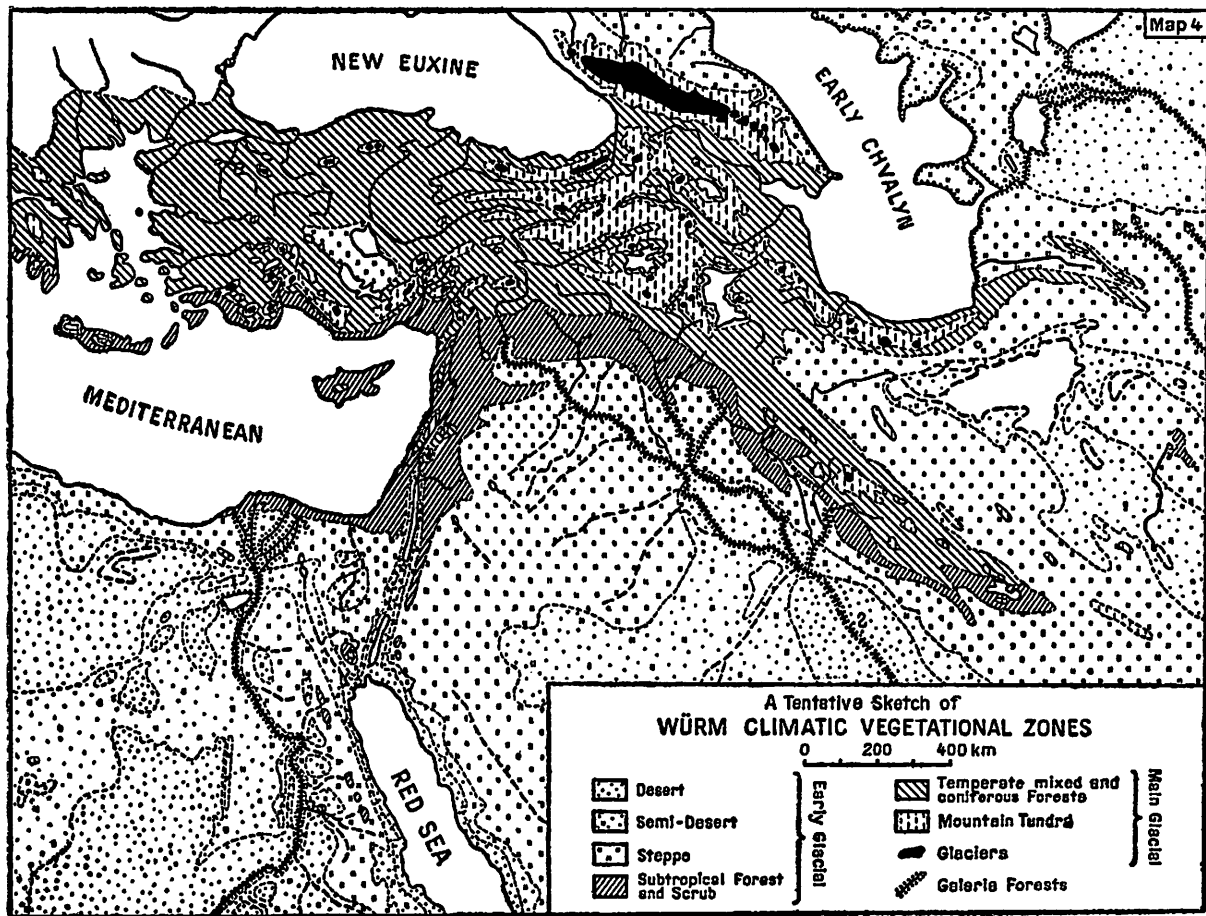 Map 4
NEW EUXINE
EARLY CHVALYN
MEDITERRANEAN
RED SEA
A Tentative Sketch of
WÜRM CLIMATIC VEGETATIONAL ZONES
0 200 400 km
Desert
Semi-Desert
Steppe
Subtropical Forest
and Scrub
Early Glacial
Temperate mixed and
coniferous Forests
Mountain Tundra
Glaciers
Galeria Forests
Main Glacial